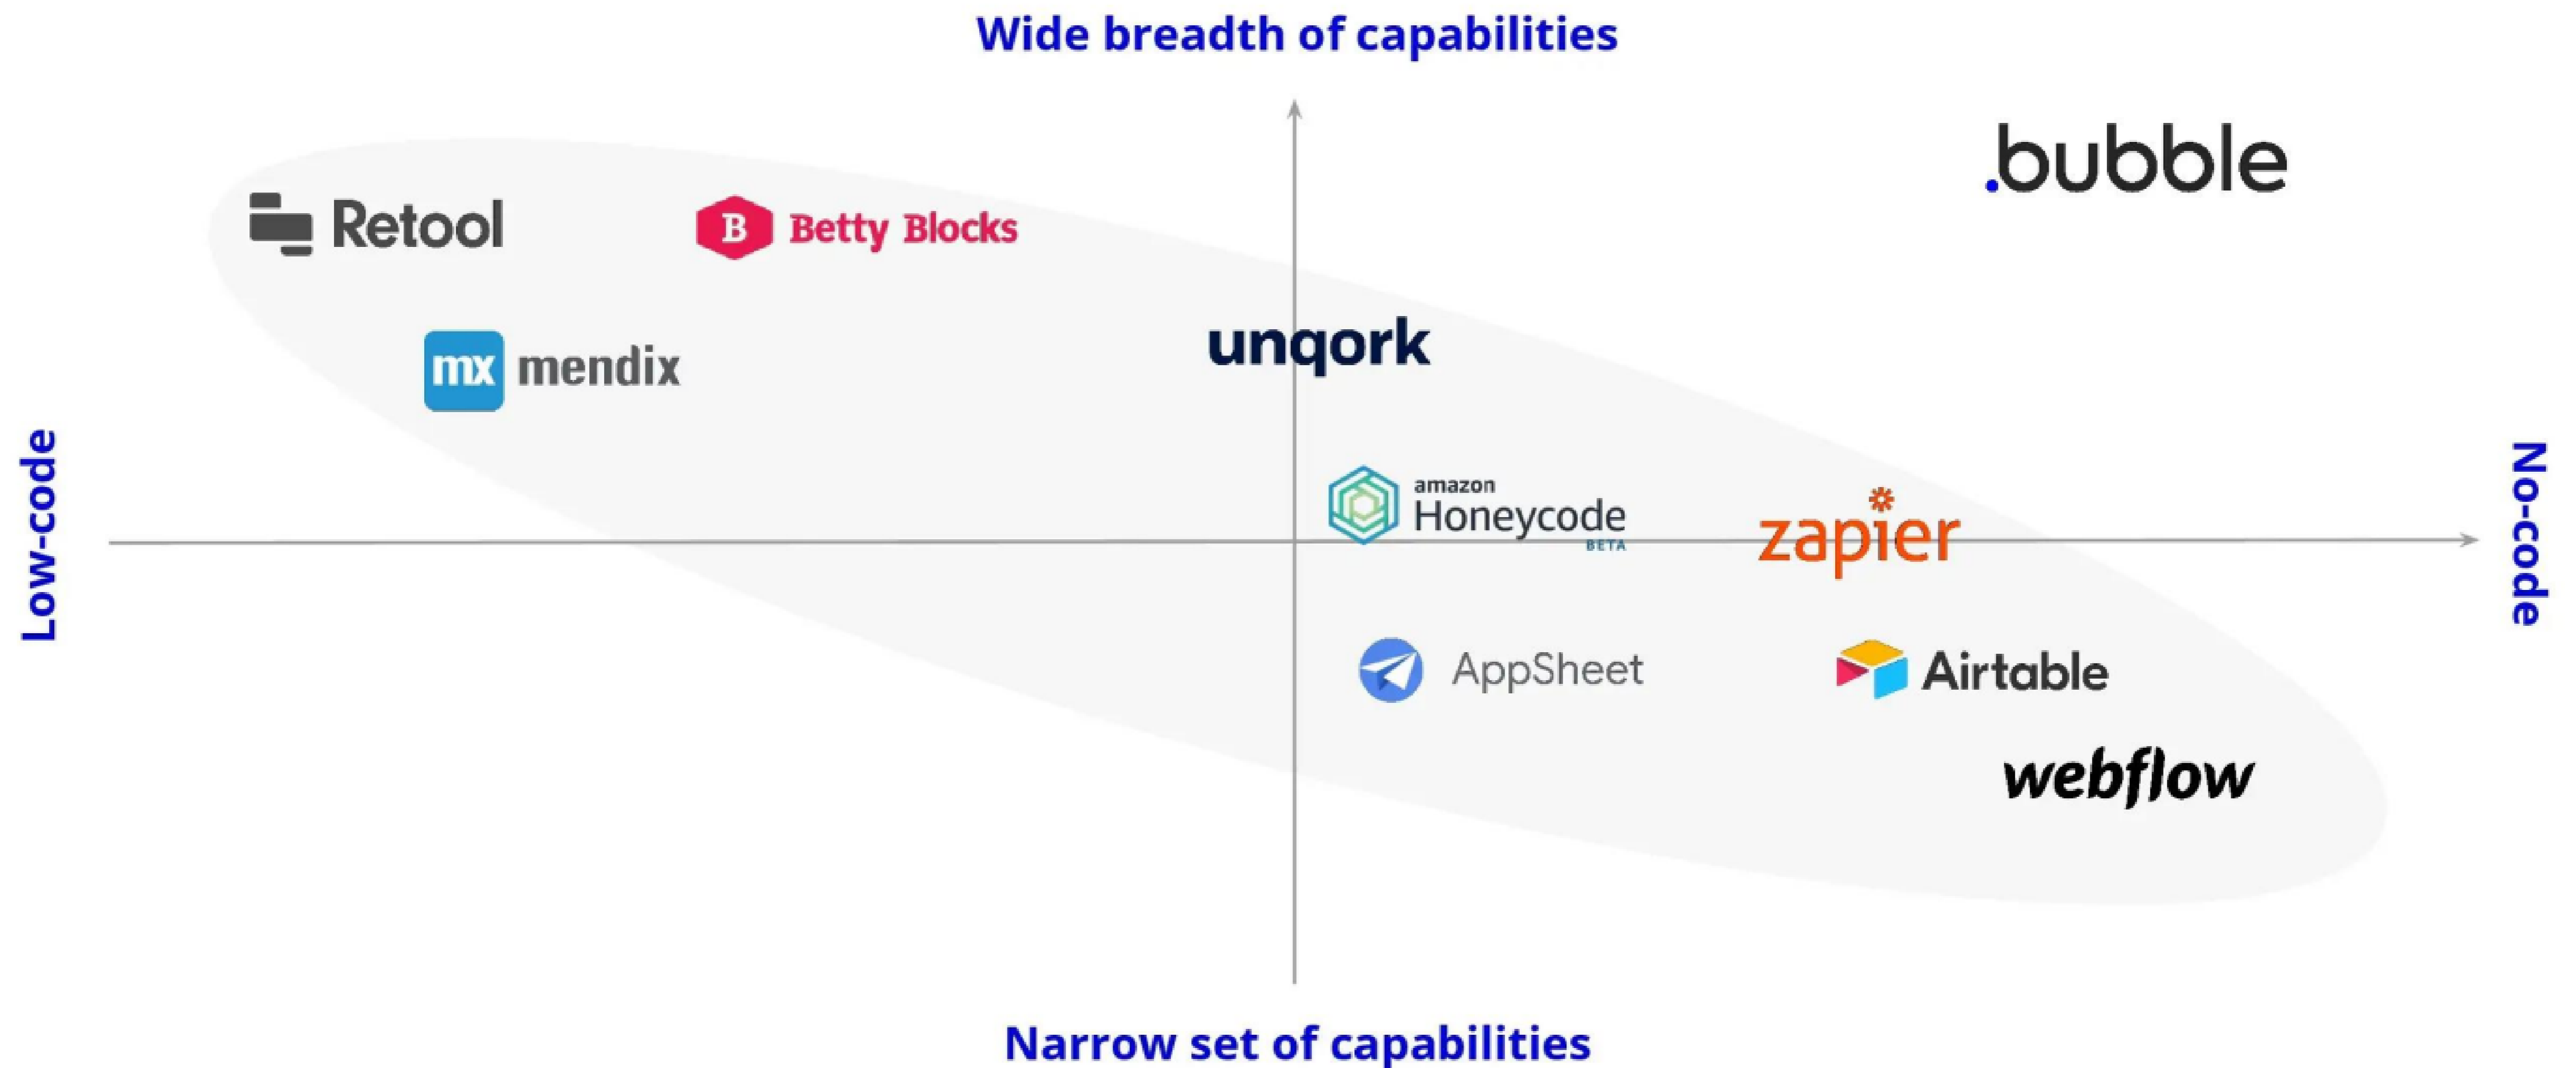 Wide breadth of capabilities
.bubble
Retool
B Betty Blocks
unqork
mx mendix
Low-code
No-code
amazon
Honeycode
BETA
zapier
AppSheet
Airtable
webflow
Narrow set of capabilities